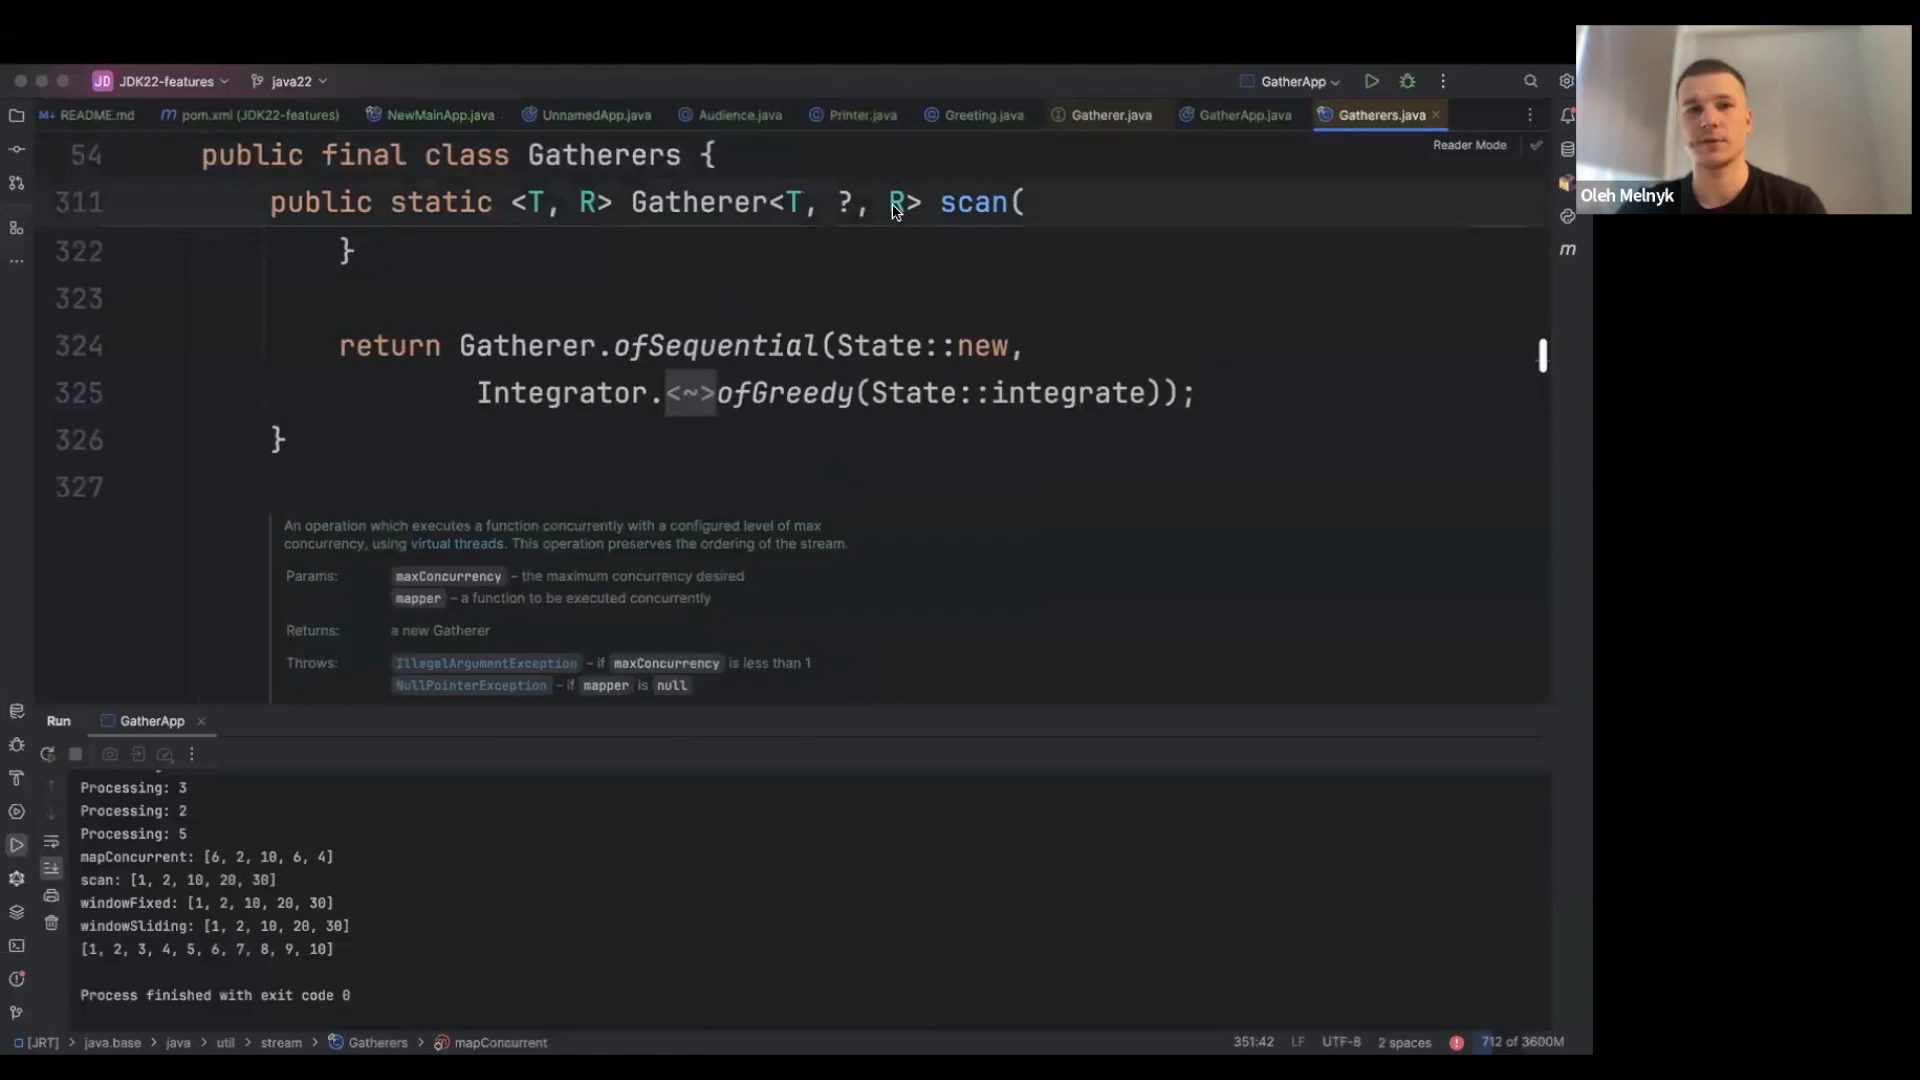 JD JDK22-features java22 GatherApp
README.md pom.xml (JDK22-features) NewMainApp.java UnnamedApp.java Audience.java Printer.java Greeting.java Gatherer.java GatherApp.java Gatherers.java
Reader Mode
54 public final class Gatherers {
311 public static <T, R> Gatherer<T, ?, R> scan(
322 }
323
324 return Gatherer.ofSequential(State::new,
325 Integrator.<~>ofGreedy(State::integrate));
326 }
327
An operation which executes a function concurrently with a configured level of max
concurrency, using virtual threads. This operation preserves the ordering of the stream.
Params: maxConcurrency – the maximum concurrency desired
mapper – a function to be executed concurrently
Returns: a new Gatherer
Throws: IllegalArgumentException – if maxConcurrency is less than 1
NullPointerException – if mapper is null
Run GatherApp
Processing: 3
Processing: 2
Processing: 5
mapConcurrent: [6, 2, 10, 6, 4]
scan: [1, 2, 10, 20, 30]
windowFixed: [1, 2, 10, 20, 30]
windowSliding: [1, 2, 10, 20, 30]
[1, 2, 3, 4, 5, 6, 7, 8, 9, 10]
Process finished with exit code 0
[JRT] > java.base > java > util > stream > Gatherers > mapConcurrent 351:42 LF UTF-8 2 spaces 712 of 3600M
Oleh Melnyk
m